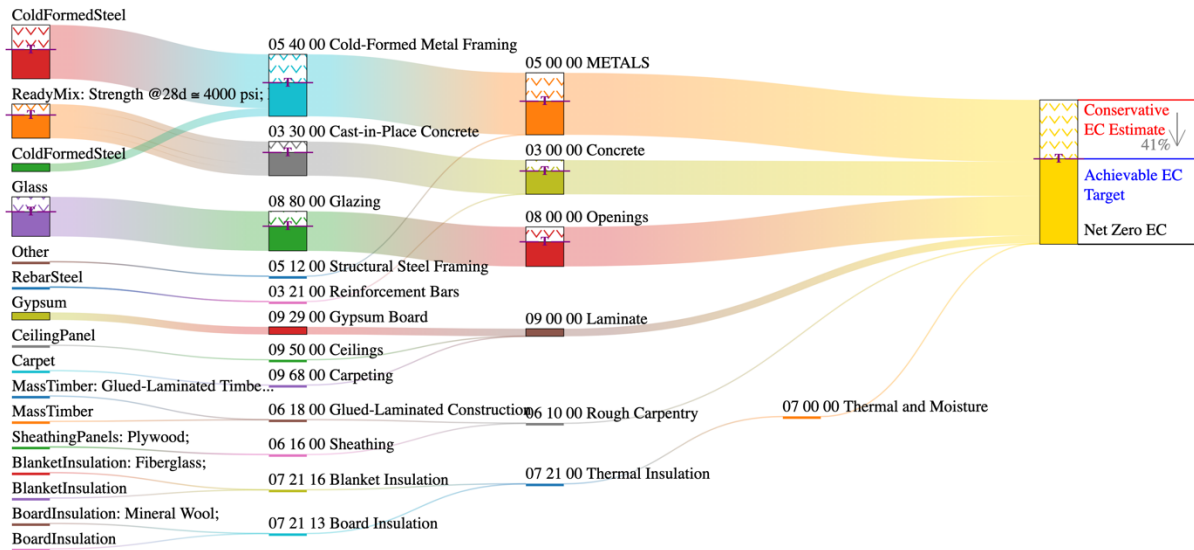 ColdFormedSteel
ReadyMix: Strength @28d ≅ 4000 psi;
ColdFormedSteel
Glass
Other
RebarSteel
Gypsum
CeilingPanel
Carpet
MassTimber: Glued-Laminated Timbe...
MassTimber
SheathingPanels: Plywood;
BlanketInsulation: Fiberglass;
BlanketInsulation
BoardInsulation: Mineral Wool;
BoardInsulation
05 40 00 Cold-Formed Metal Framing
03 30 00 Cast-in-Place Concrete
08 80 00 Glazing
05 12 00 Structural Steel Framing
03 21 00 Reinforcement Bars
09 29 00 Gypsum Board
09 50 00 Ceilings
09 68 00 Carpeting
06 18 00 Glued-Laminated Construction
06 16 00 Sheathing
07 21 16 Blanket Insulation
07 21 13 Board Insulation
05 00 00 METALS
03 00 00 Concrete
08 00 00 Openings
09 00 00 Laminate
06 10 00 Rough Carpentry
07 21 00 Thermal Insulation
07 00 00 Thermal and Moisture
Conservative
EC Estimate
41%
Achievable EC
Target
Net Zero EC